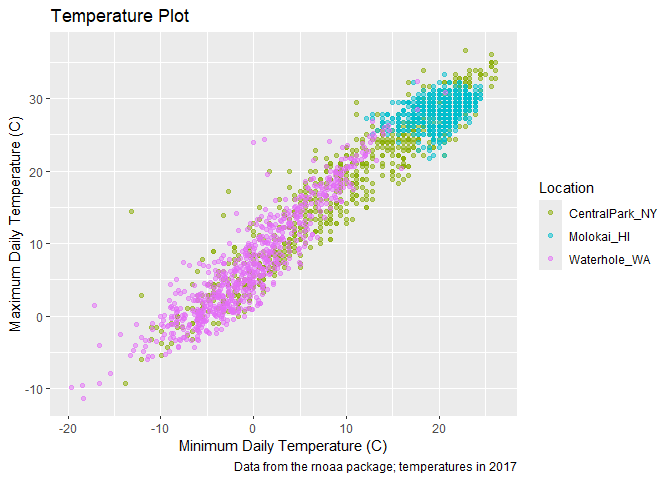 Temperature Plot
30
20
10
0
-10
Maximum Daily Temperature (C)
-20
-10
0
10
20
Minimum Daily Temperature (C)
Data from the rnoaa package; temperatures in 2017
Location
CentralPark_NY
Molokai_HI
Waterhole_WA